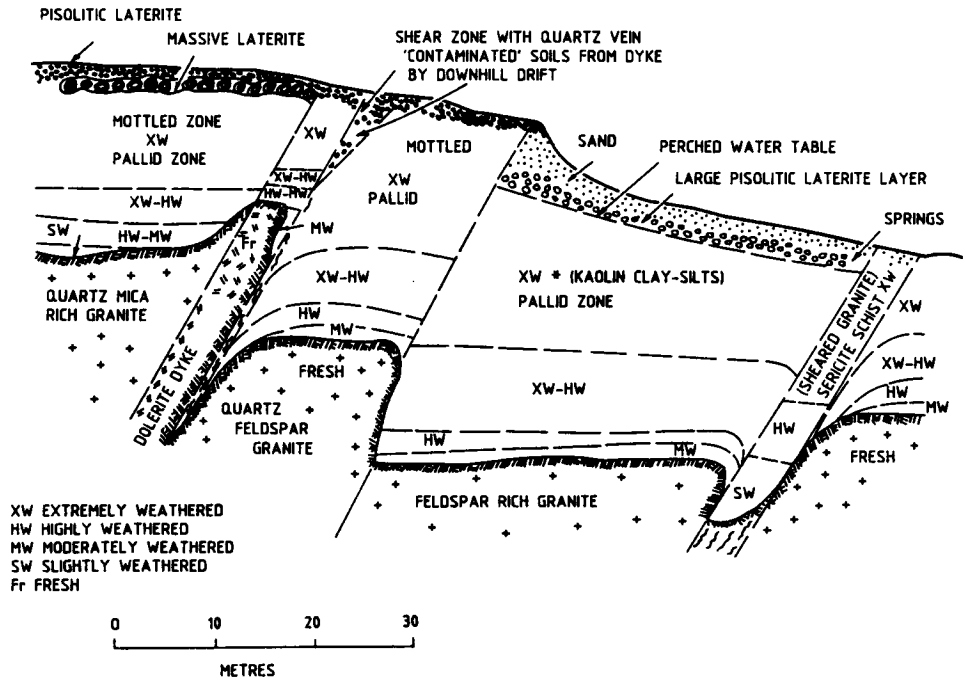 PISOLITIC LATERITE
MASSIVE LATERITE
SHEAR ZONE WITH QUARTZ VEIN
'CONTAMINATED' SOILS FROM DYKE
BY DOWNHILL DRIFT
MOTTLED ZONE
XW
PALLID ZONE
XW
MOTTLED
XW
PALLID
SAND
PERCHED WATER TABLE
LARGE PISOLITIC LATERITE LAYER
SPRINGS
XW-HW
XW-HW
HW-MW
SW
HW-MW
Fr
MW
QUARTZ MICA
RICH GRANITE
DOLERITE DYKE
XW-HW
HW
MW
FRESH
QUARTZ
FELDSPAR
GRANITE
XW * (KAOLIN CLAY-SILTS)
PALLID ZONE
XW-HW
HW
MW
FELDSPAR RICH GRANITE
(SHEARED GRANITE)
SERICITE SCHIST XW
HW
SW
XW
XW-HW
HW
MW
FRESH
XW EXTREMELY WEATHERED
HW HIGHLY WEATHERED
MW MODERATELY WEATHERED
SW SLIGHTLY WEATHERED
Fr FRESH
0 10 20 30
METRES